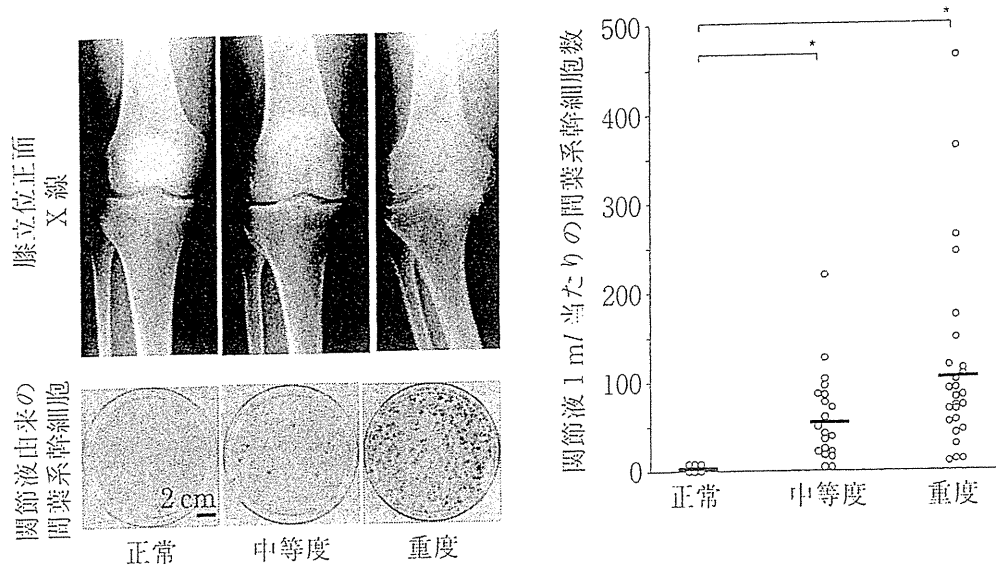 膝立位正面
X 線
関節液由来の
間葉系幹細胞
2 cm
正常
中等度
重度
関節液 1 ml 当たりの間葉系幹細胞数
500
400
300
200
100
0
*
*
正常
中等度
重度